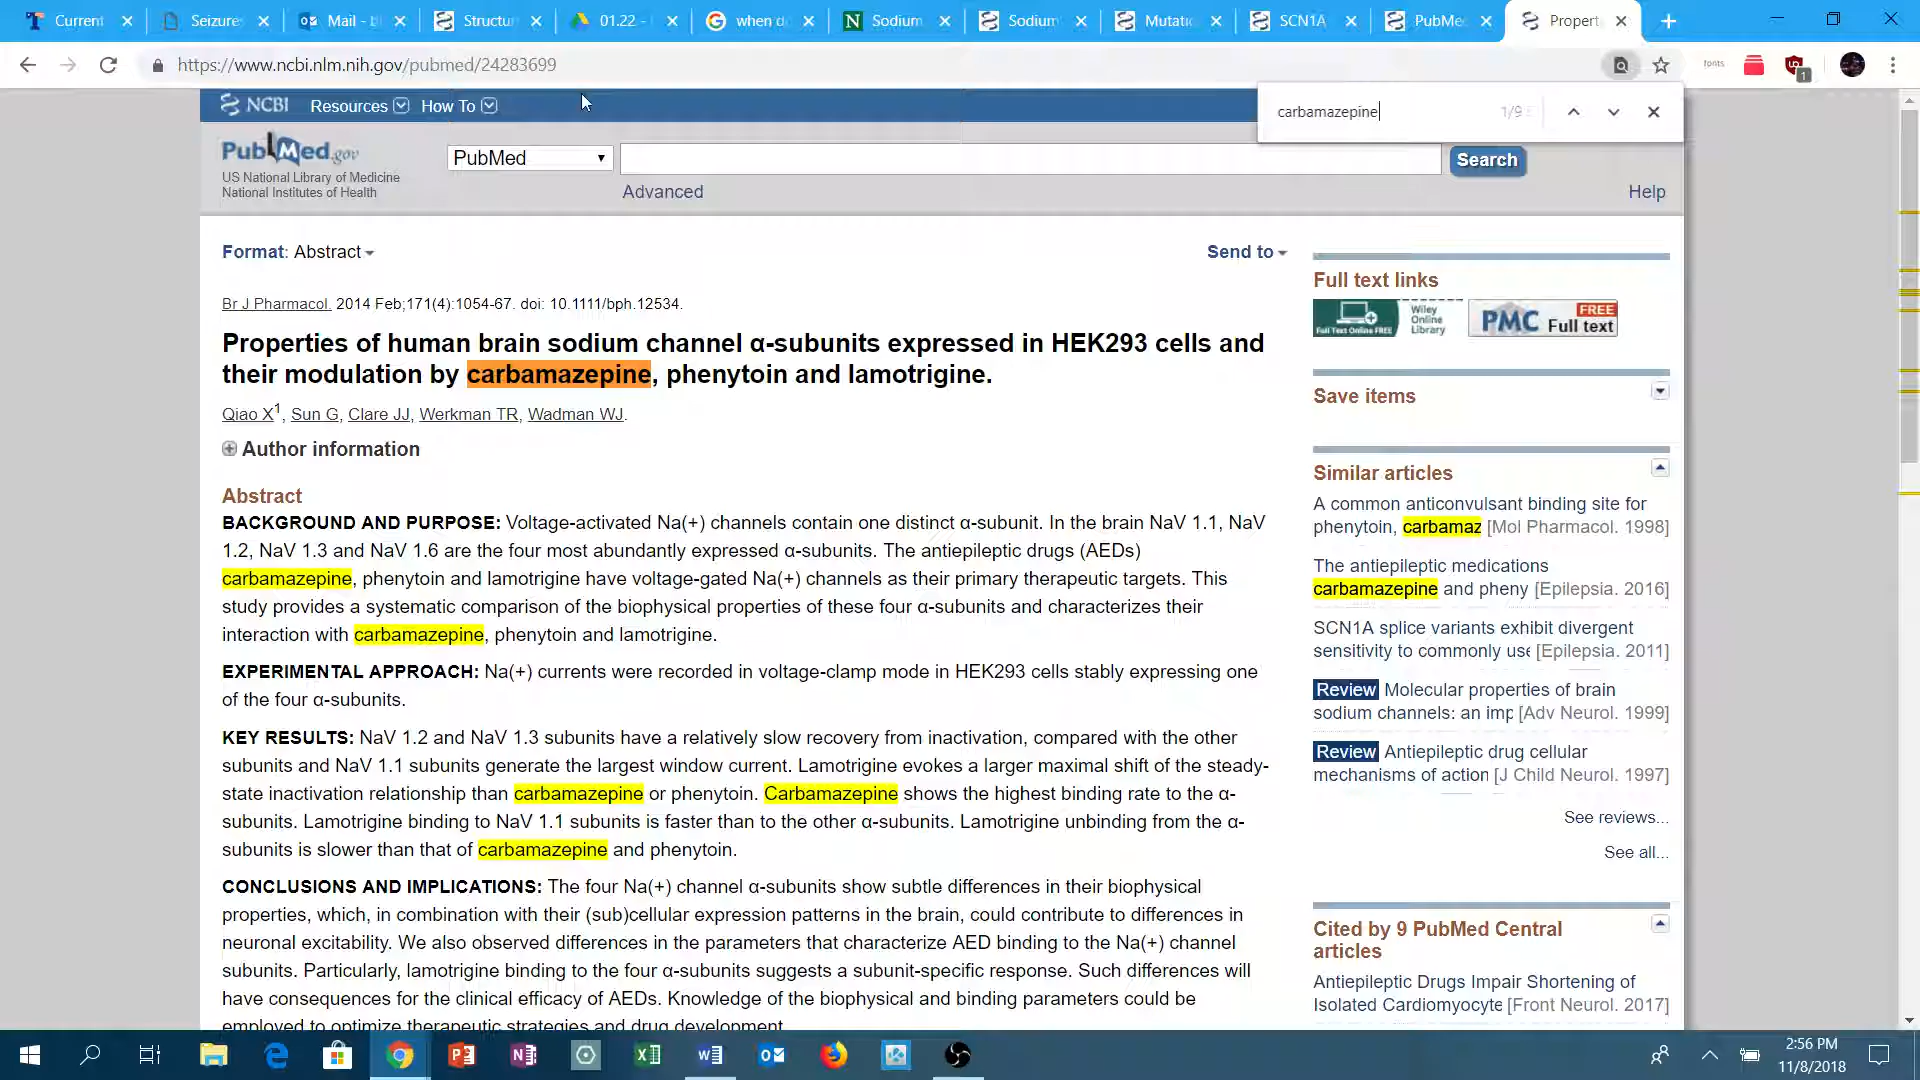 Current
Seizure
Mail - b
Structur
01.22 -
when d
Sodium
Sodium
Mutati
SCN1A
PubMe
Propert
https://www.ncbi.nlm.nih.gov/pubmed/24283699
fonts
1
carbamazepine
1/9
NCBI
Resources
How To
PubMed.gov
US National Library of Medicine
National Institutes of Health
PubMed
Search
Advanced
Help
Format: Abstract
Send to
Br J Pharmacol. 2014 Feb;171(4):1054-67. doi: 10.1111/bph.12534.
Properties of human brain sodium channel α-subunits expressed in HEK293 cells and
their modulation by carbamazepine, phenytoin and lamotrigine.
Qiao X1, Sun G, Clare JJ, Werkman TR, Wadman WJ.
Author information
Abstract
BACKGROUND AND PURPOSE: Voltage-activated Na(+) channels contain one distinct α-subunit. In the brain NaV 1.1, NaV
1.2, NaV 1.3 and NaV 1.6 are the four most abundantly expressed α-subunits. The antiepileptic drugs (AEDs)
carbamazepine, phenytoin and lamotrigine have voltage-gated Na(+) channels as their primary therapeutic targets. This
study provides a systematic comparison of the biophysical properties of these four α-subunits and characterizes their
interaction with carbamazepine, phenytoin and lamotrigine.
EXPERIMENTAL APPROACH: Na(+) currents were recorded in voltage-clamp mode in HEK293 cells stably expressing one
of the four α-subunits.
KEY RESULTS: NaV 1.2 and NaV 1.3 subunits have a relatively slow recovery from inactivation, compared with the other
subunits and NaV 1.1 subunits generate the largest window current. Lamotrigine evokes a larger maximal shift of the steady-
state inactivation relationship than carbamazepine or phenytoin. Carbamazepine shows the highest binding rate to the α-
subunits. Lamotrigine binding to NaV 1.1 subunits is faster than to the other α-subunits. Lamotrigine unbinding from the α-
subunits is slower than that of carbamazepine and phenytoin.
CONCLUSIONS AND IMPLICATIONS: The four Na(+) channel α-subunits show subtle differences in their biophysical
properties, which, in combination with their (sub)cellular expression patterns in the brain, could contribute to differences in
neuronal excitability. We also observed differences in the parameters that characterize AED binding to the Na(+) channel
subunits. Particularly, lamotrigine binding to the four α-subunits suggests a subunit-specific response. Such differences will
have consequences for the clinical efficacy of AEDs. Knowledge of the biophysical and binding parameters could be
employed to optimize therapeutic strategies and drug development.
Full text links
Full Text Online FREE
Wiley
Online
Library
PMC
FREE
Full text
Save items
Similar articles
A common anticonvulsant binding site for
phenytoin, carbamaz [Mol Pharmacol. 1998]
The antiepileptic medications
carbamazepine and pheny [Epilepsia. 2016]
SCN1A splice variants exhibit divergent
sensitivity to commonly use [Epilepsia. 2011]
Review Molecular properties of brain
sodium channels: an imp [Adv Neurol. 1999]
Review Antiepileptic drug cellular
mechanisms of action [J Child Neurol. 1997]
See reviews...
See all...
Cited by 9 PubMed Central
articles
Antiepileptic Drugs Impair Shortening of
Isolated Cardiomyocyte [Front Neurol. 2017]
2:56 PM
11/8/2018